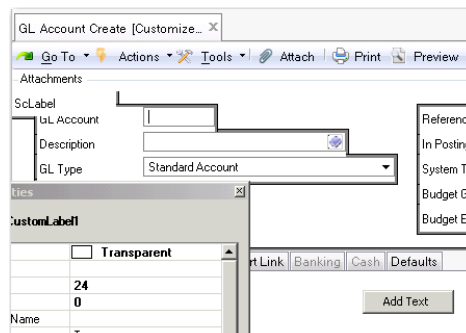 GL Account Create [Customize... X
Go To Actions Tools Attach Print Preview
Attachments
ScLabel
GL Account
Description
GL Type Standard Account
Referenc
In Posting
System T
Budget
Budget
ties
CustomLabel1
Transparent
24
0
Name
rt Link Banking Cash Defaults
Add Text